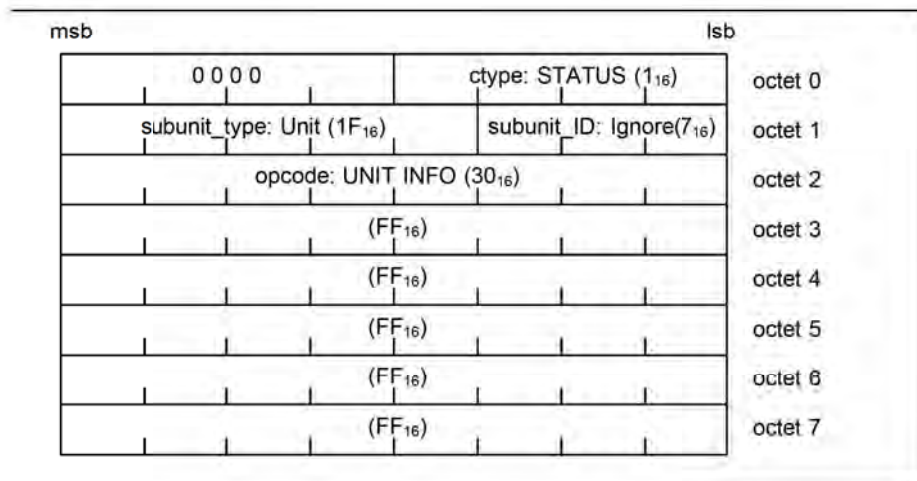 msb lsb
0 0 0 0 ctype: STATUS (1₁₆) octet 0
subunit_type: Unit (1F₁₆) subunit_ID: Ignore(7₁₆) octet 1
opcode: UNIT INFO (30₁₆) octet 2
(FF₁₆) octet 3
(FF₁₆) octet 4
(FF₁₆) octet 5
(FF₁₆) octet 6
(FF₁₆) octet 7